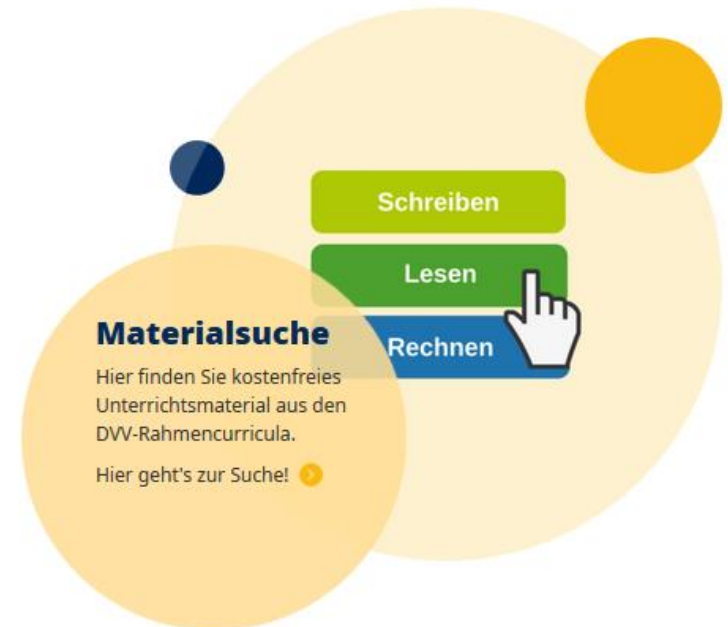 Schreiben
Lesen
Rechnen
Materialsuche
Hier finden Sie kostenfreies
Unterrichtsmaterial aus den
DVV-Rahmencurricula.
Hier geht's zur Suche!